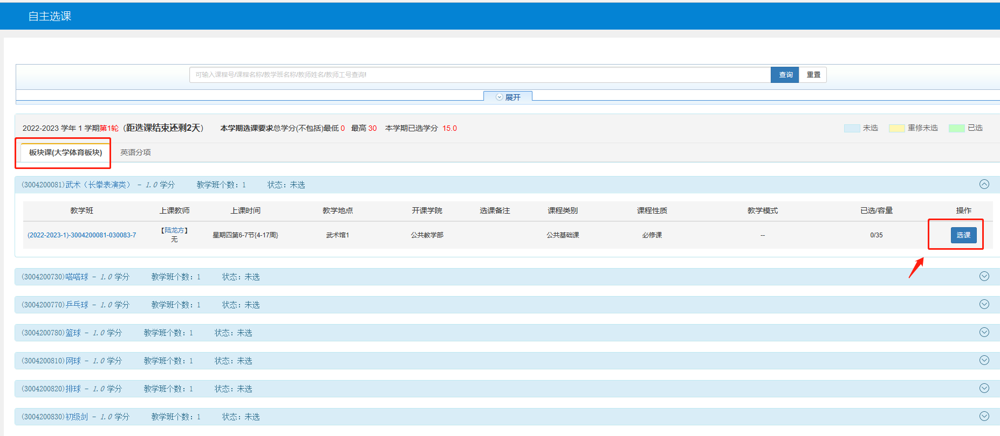 自主选课
可输入课程号/课程名称/教学班名称/教师姓名/教师工号查询! 查询 重置
展开
2022-2023 学年 1 学期第1轮（距选课结束还剩2天） 本学期选课要求总学分(不包括)最低 0 最高 30 本学期已选学分 15.0 未选 重修未选 已选
板块课(大学体育板块) 英语分项
(3004200081)武术（长拳表演类） - 1.0 学分 教学班个数：1 状态：未选
教学班 上课教师 上课时间 教学地点 开课学院 选课备注 课程类别 课程性质 教学模式 已选/容量 操作
(2022-2023-1)-3004200081-030083-7 【陆龙方】 星期四第6-7节{4-17周} 武术馆1 公共教学部 公共基础课 必修课 -- 0/35 选课
无
(3004200730)嗒嗒球 - 1.0 学分 教学班个数：1 状态：未选
(3004200770)乒乓球 - 1.0 学分 教学班个数：1 状态：未选
(3004200780)篮球 - 1.0 学分 教学班个数：1 状态：未选
(3004200810)网球 - 1.0 学分 教学班个数：1 状态：未选
(3004200820)排球 - 1.0 学分 教学班个数：1 状态：未选
(3004200830)初级剑 - 1.0 学分 教学班个数：1 状态：未选